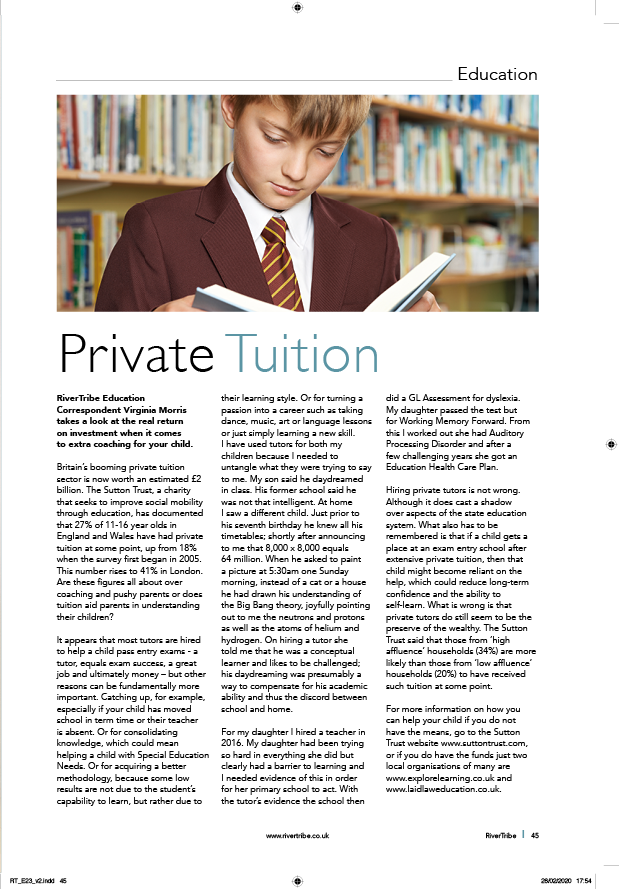 Education
Private Tuition
RiverTribe Education
Correspondent Virginia Morris
takes a look at the real return
on investment when it comes
to extra coaching for your child.
Britain's booming private tuition
sector is now worth an estimated £2
billion. The Sutton Trust, a charity
that seeks to improve social mobility
through education, has documented
that 27% of 11-16 year olds in
England and Wales have had private
tuition at some point, up from 18%
when the survey first began in 2005.
This number rises to 41% in London.
Are these figures all about over
coaching and pushy parents or does
tuition aid parents in understanding
their children?
It appears that most tutors are hired
to help a child pass entry exams - a
tutor, equals exam success, a great
job and ultimately money – but other
reasons can be fundamentally more
important. Catching up, for example,
especially if your child has moved
school in term time or their teacher
is absent. Or for consolidating
knowledge, which could mean
helping a child with Special Education
Needs. Or for acquiring a better
methodology, because some low
results are not due to the student's
capability to learn, but rather due to
their learning style. Or for turning a
passion into a career such as taking
dance, music, art or language lessons
or just simply learning a new skill.
I have used tutors for both my
children because I needed to
untangle what they were trying to say
to me. My son said he daydreamed
in class. His former school said he
was not that intelligent. At home
I saw a different child. Just prior to
his seventh birthday he knew all his
timetables; shortly after announcing
to me that 8,000 x 8,000 equals
64 million. When he asked to paint
a picture at 5:30am one Sunday
morning, instead of a cat or a house
he had drawn his understanding of
the Big Bang theory, joyfully pointing
out to me the neutrons and protons
as well as the atoms of helium and
hydrogen. On hiring a tutor she
told me that he was a conceptual
learner and likes to be challenged;
his daydreaming was presumably a
way to compensate for his academic
ability and thus the discord between
school and home.
For my daughter I hired a teacher in
2016. My daughter had been trying
so hard in everything she did but
clearly had a barrier to learning and
I needed evidence of this in order
for her primary school to act. With
the tutor's evidence the school then
did a GL Assessment for dyslexia.
My daughter passed the test but
for Working Memory Forward. From
this I worked out she had Auditory
Processing Disorder and after a
few challenging years she got an
Education Health Care Plan.
Hiring private tutors is not wrong.
Although it does cast a shadow
over aspects of the state education
system. What also has to be
remembered is that if a child gets a
place at an exam entry school after
extensive private tuition, then that
child might become reliant on the
help, which could reduce long-term
confidence and the ability to
self-learn. What is wrong is that
private tutors do still seem to be the
preserve of the wealthy. The Sutton
Trust said that those from 'high
affluence' households (34%) are more
likely than those from 'low affluence'
households (20%) to have received
such tuition at some point.
For more information on how you
can help your child if you do not
have the means, go to the Sutton
Trust website www.suttontrust.com,
or if you do have the funds just two
local organisations of many are
www.explorelearning.co.uk and
www.laidlaweducation.co.uk.
www.rivertribe.co.uk
RiverTribe | 45
RT_E23_v2.indd 45
28/02/2020 17:54